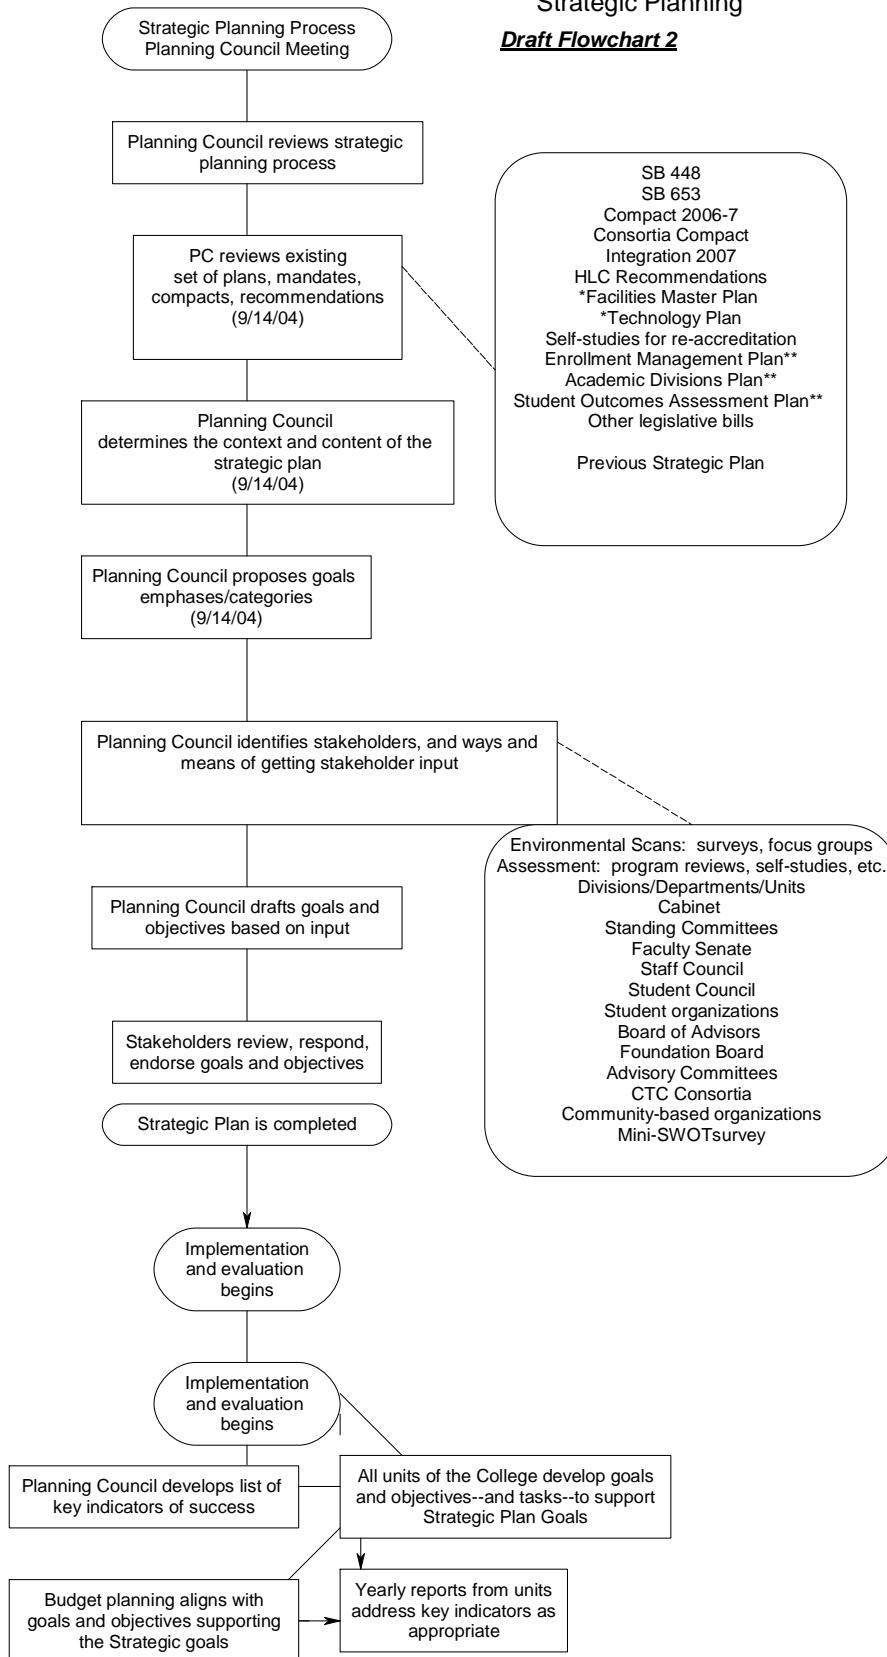 Strategic Planning
Draft Flowchart 2
Strategic Planning Process
Planning Council Meeting
Planning Council reviews strategic
planning process
PC reviews existing
set of plans, mandates,
compacts, recommendations
(9/14/04)
SB 448
SB 653
Compact 2006-7
Consortia Compact
Integration 2007
HLC Recommendations
*Facilities Master Plan
*Technology Plan
Self-studies for re-accreditation
Enrollment Management Plan**
Academic Divisions Plan**
Student Outcomes Assessment Plan**
Other legislative bills
Previous Strategic Plan
Planning Council
determines the context and content of the
strategic plan
(9/14/04)
Planning Council proposes goals
emphases/categories
(9/14/04)
Planning Council identifies stakeholders, and ways and
means of getting stakeholder input
Environmental Scans:  surveys, focus groups
Assessment:  program reviews, self-studies, etc.
Divisions/Departments/Units
Cabinet
Standing Committees
Faculty Senate
Staff Council
Student Council
Student organizations
Board of Advisors
Foundation Board
Advisory Committees
CTC Consortia
Community-based organizations
Mini-SWOTsurvey
Planning Council drafts goals and
objectives based on input
Stakeholders review, respond,
endorse goals and objectives
Strategic Plan is completed
Implementation
and evaluation
begins
Implementation
and evaluation
begins
Planning Council develops list of
key indicators of success
All units of the College develop goals
and objectives--and tasks--to support
Strategic Plan Goals
Budget planning aligns with
goals and objectives supporting
the Strategic goals
Yearly reports from units
address key indicators as
appropriate